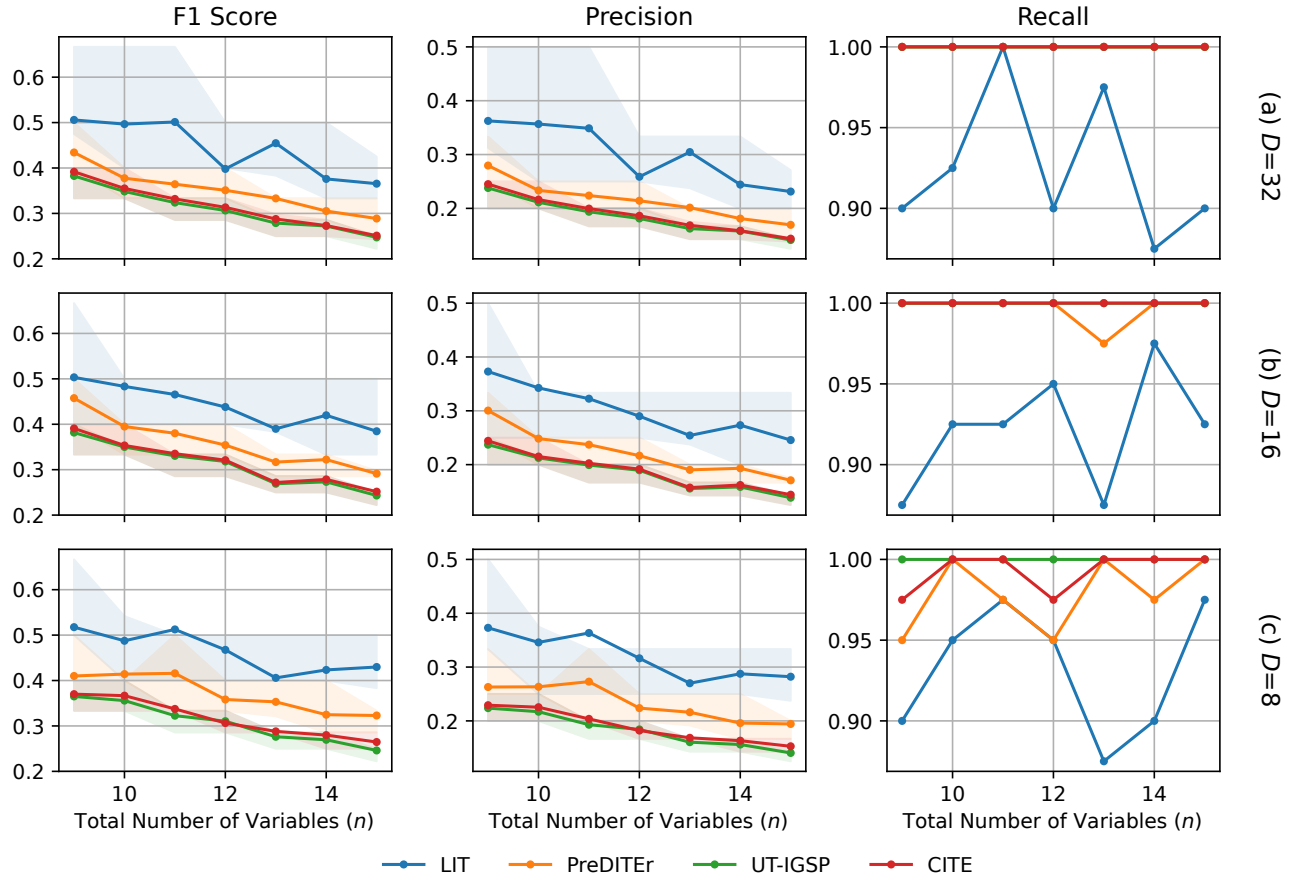 F1 Score Precision Recall
0.6 0.5 1.00
0.5 0.4 0.95
0.4 0.3 0.90
0.3 0.2
0.2
(a) D=32
0.6 0.5 1.00
0.5 0.4 0.95
0.4 0.3 0.90
0.3 0.2
0.2
(b) D=16
0.6 0.5 1.00
0.5 0.4 0.95
0.4 0.3 0.90
0.3 0.2
0.2
(c) D=8
10 12 14 10 12 14 10 12 14
Total Number of Variables (n) Total Number of Variables (n) Total Number of Variables (n)
LIT PreDITEr UT-IGSP CITE